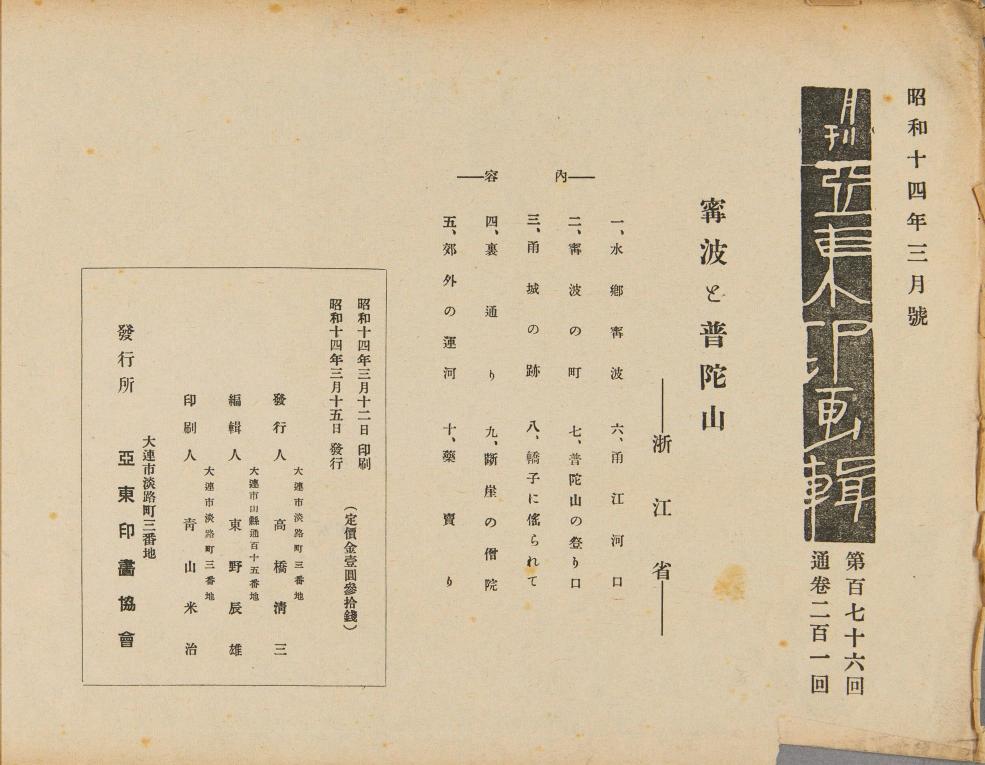 昭和十四年三月號
月刊亞東印画輯
第百七十六回
通卷二百一回
寗波と普陀山
——浙江省——
內——
容——
一、水鄕寗波
二、寗波の町
三、甬城の跡
四、裏通り
五、郊外の運河
六、甬江河口
七、普陀山の登り口
八、轎子に傜られて
九、斷崖の僧院
十、藥賣り
昭和十四年三月十二日 印刷
昭和十四年三月十五日 發行
(定價金壹圓參拾錢)
大連市淡路町三番地
發行人 高橋淸三
大連市山縣通百十五番地
編輯人 東野辰雄
大連市淡路町三番地
印刷人 靑山米治
大連市淡路町三番地
發行所 亞東印畵協會